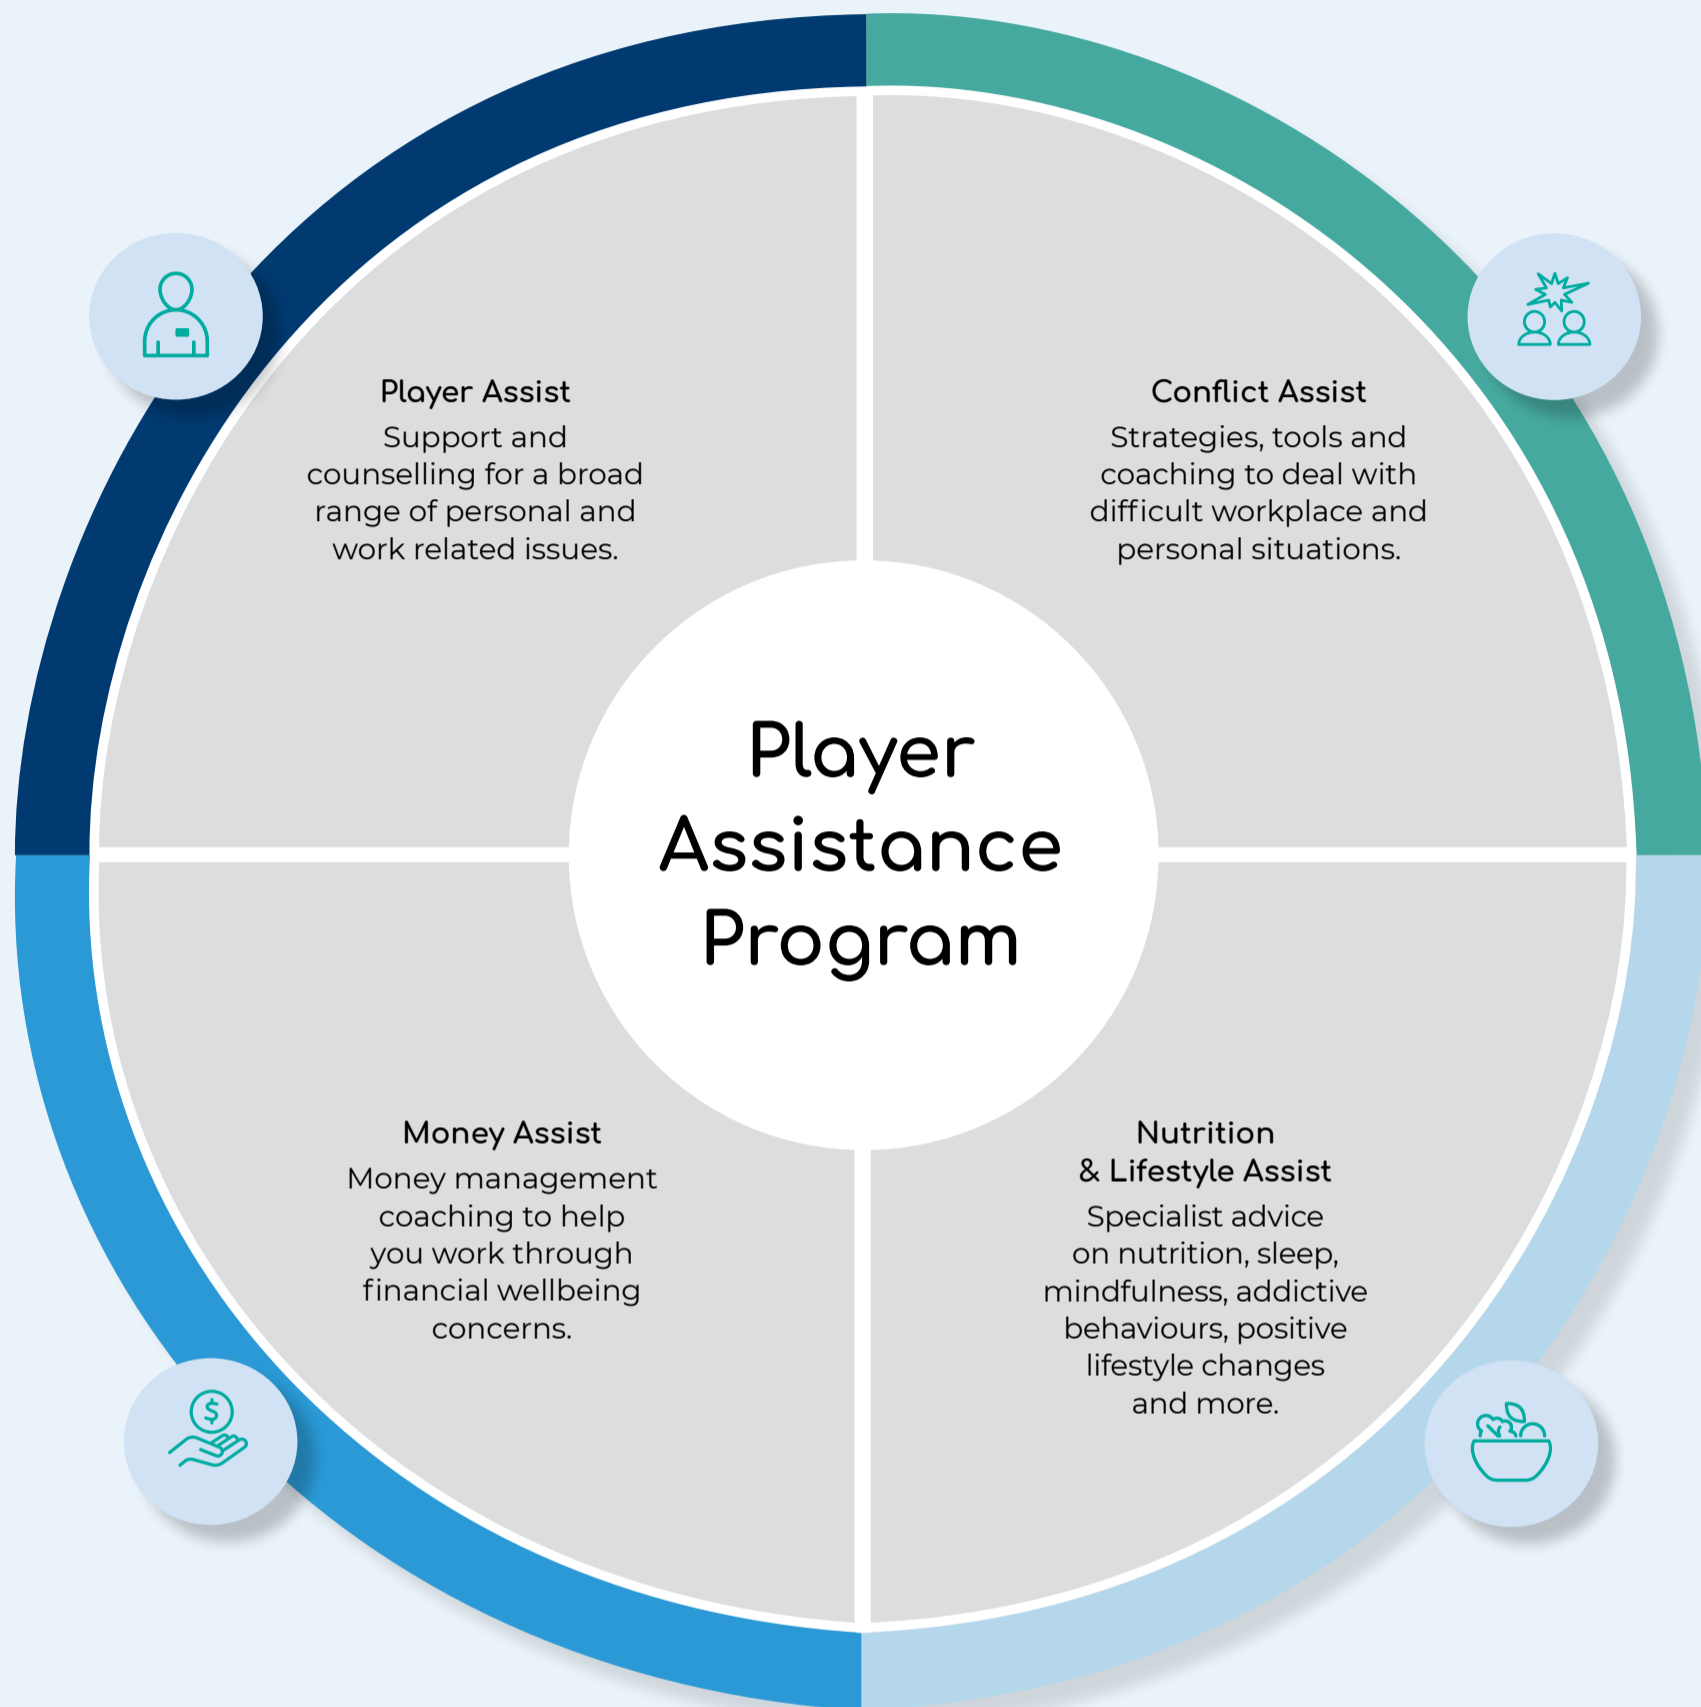 Player Assist
Support and
counselling for a broad
range of personal and
work related issues.
Conflict Assist
Strategies, tools and
coaching to deal with
difficult workplace and
personal situations.
Player
Assistance
Program
Money Assist
Money management
coaching to help
you work through
financial wellbeing
concerns.
Nutrition
& Lifestyle Assist
Specialist advice
on nutrition, sleep,
mindfulness, addictive
behaviours, positive
lifestyle changes
and more.
$